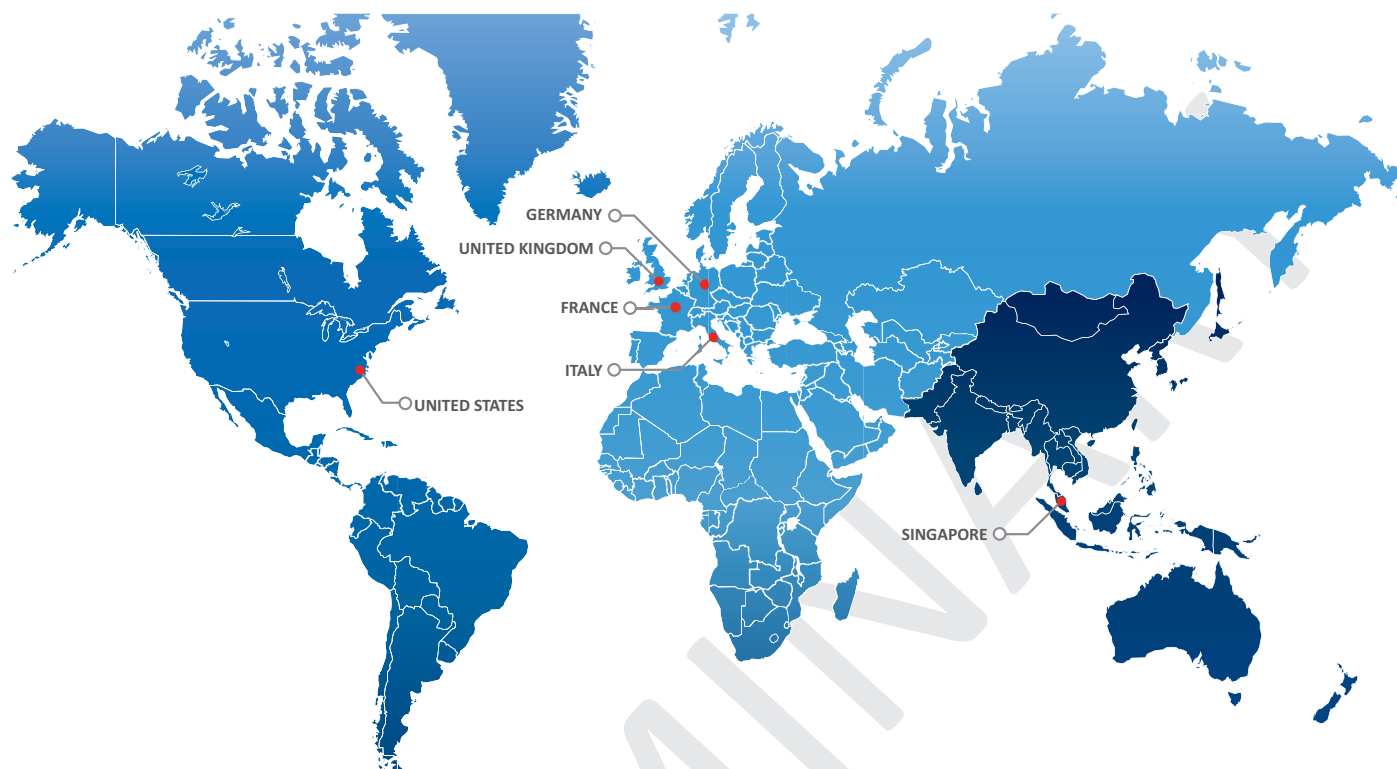 GERMANY
UNITED KINGDOM
FRANCE
ITALY
UNITED STATES
SINGAPORE